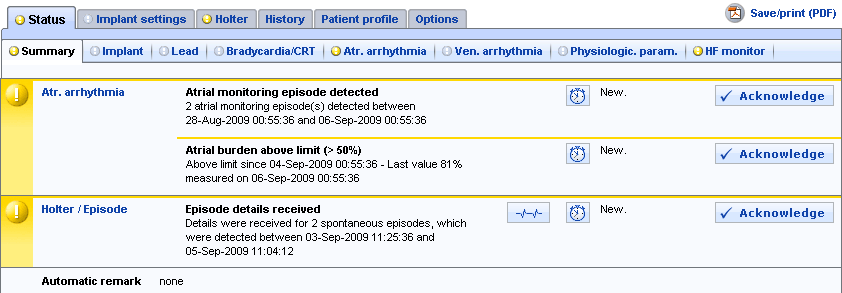 Status Implant settings Holter History Patient profile Options Save/print (PDF)
Summary Implant Lead Bradycardia/CRT Atr. arrhythmia Ven. arrhythmia Physiologic. param. HF monitor
Atr. arrhythmia Atrial monitoring episode detected New. Acknowledge
2 atrial monitoring episode(s) detected between
28-Aug-2009 00:55:36 and 06-Sep-2009 00:55:36
Atrial burden above limit (> 50%) New. Acknowledge
Above limit since 04-Sep-2009 00:55:36 - Last value 81%
measured on 06-Sep-2009 00:55:36
Holter / Episode Episode details received New. Acknowledge
Details were received for 2 spontaneous episodes, which
were detected between 03-Sep-2009 11:25:36 and
05-Sep-2009 11:04:12
Automatic remark none